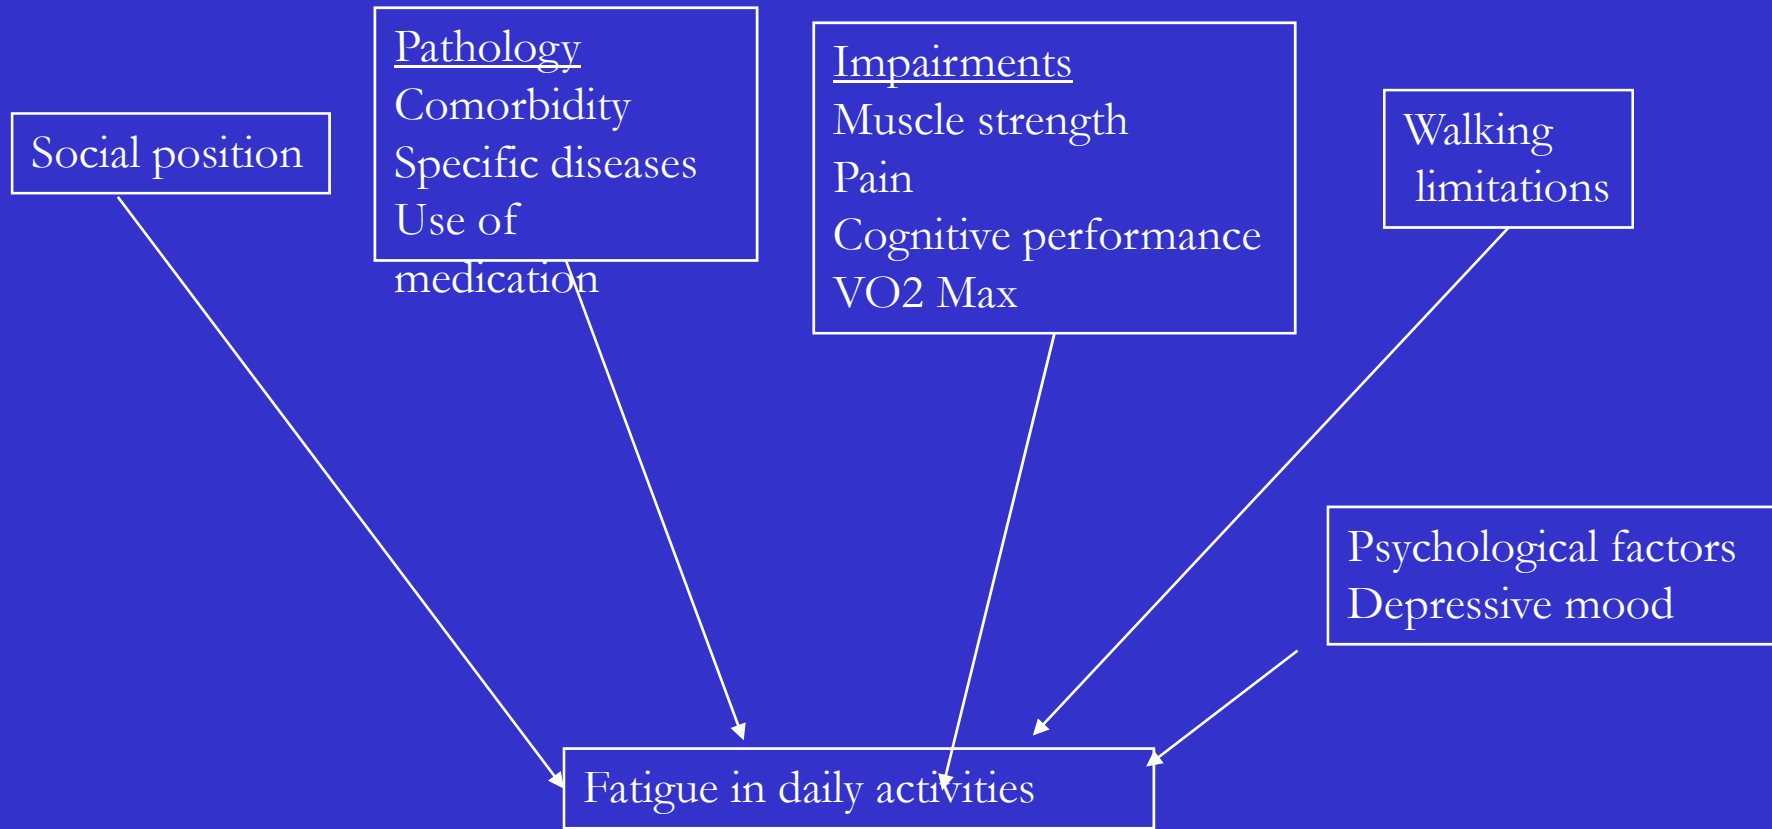 Social position
Pathology
Comorbidity
Specific diseases
Use of
medication
Impairments
Muscle strength
Pain
Cognitive performance
VO2 Max
Walking
limitations
Psychological factors
Depressive mood
Fatigue in daily activities